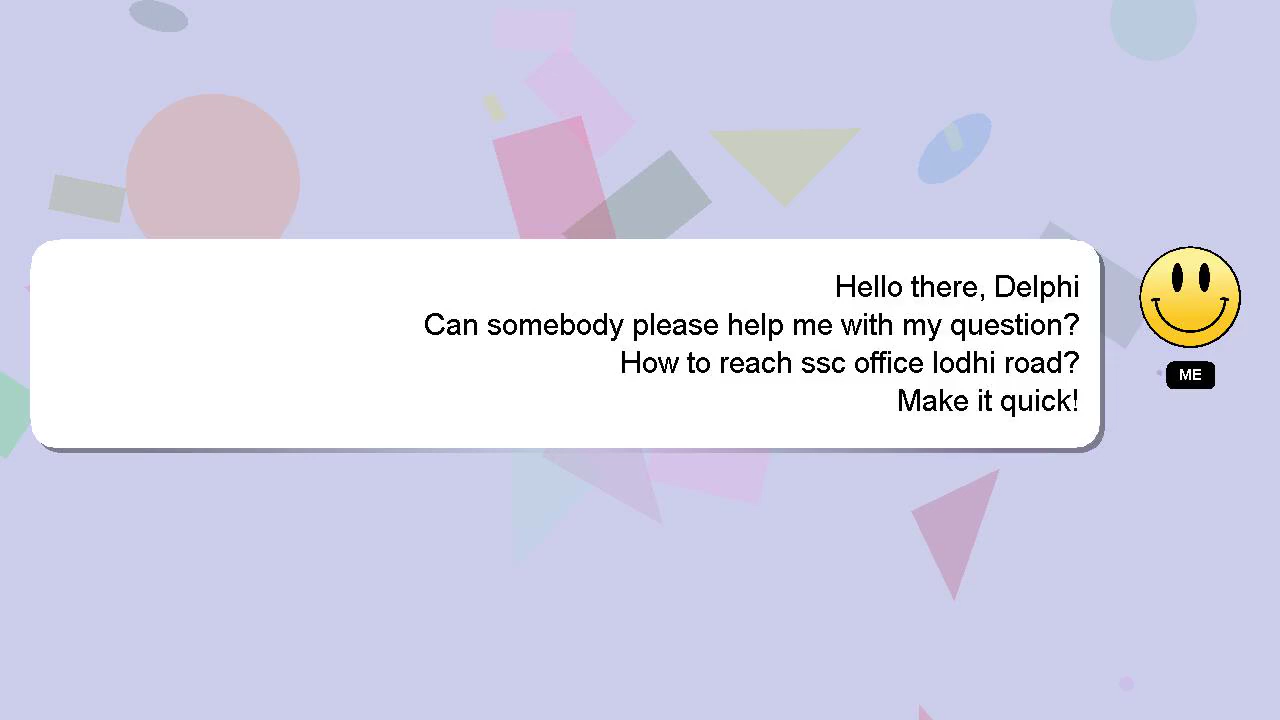 Hello there, Delphi
Can somebody please help me with my question?
How to reach ssc office lodhi road?
Make it quick!
ME